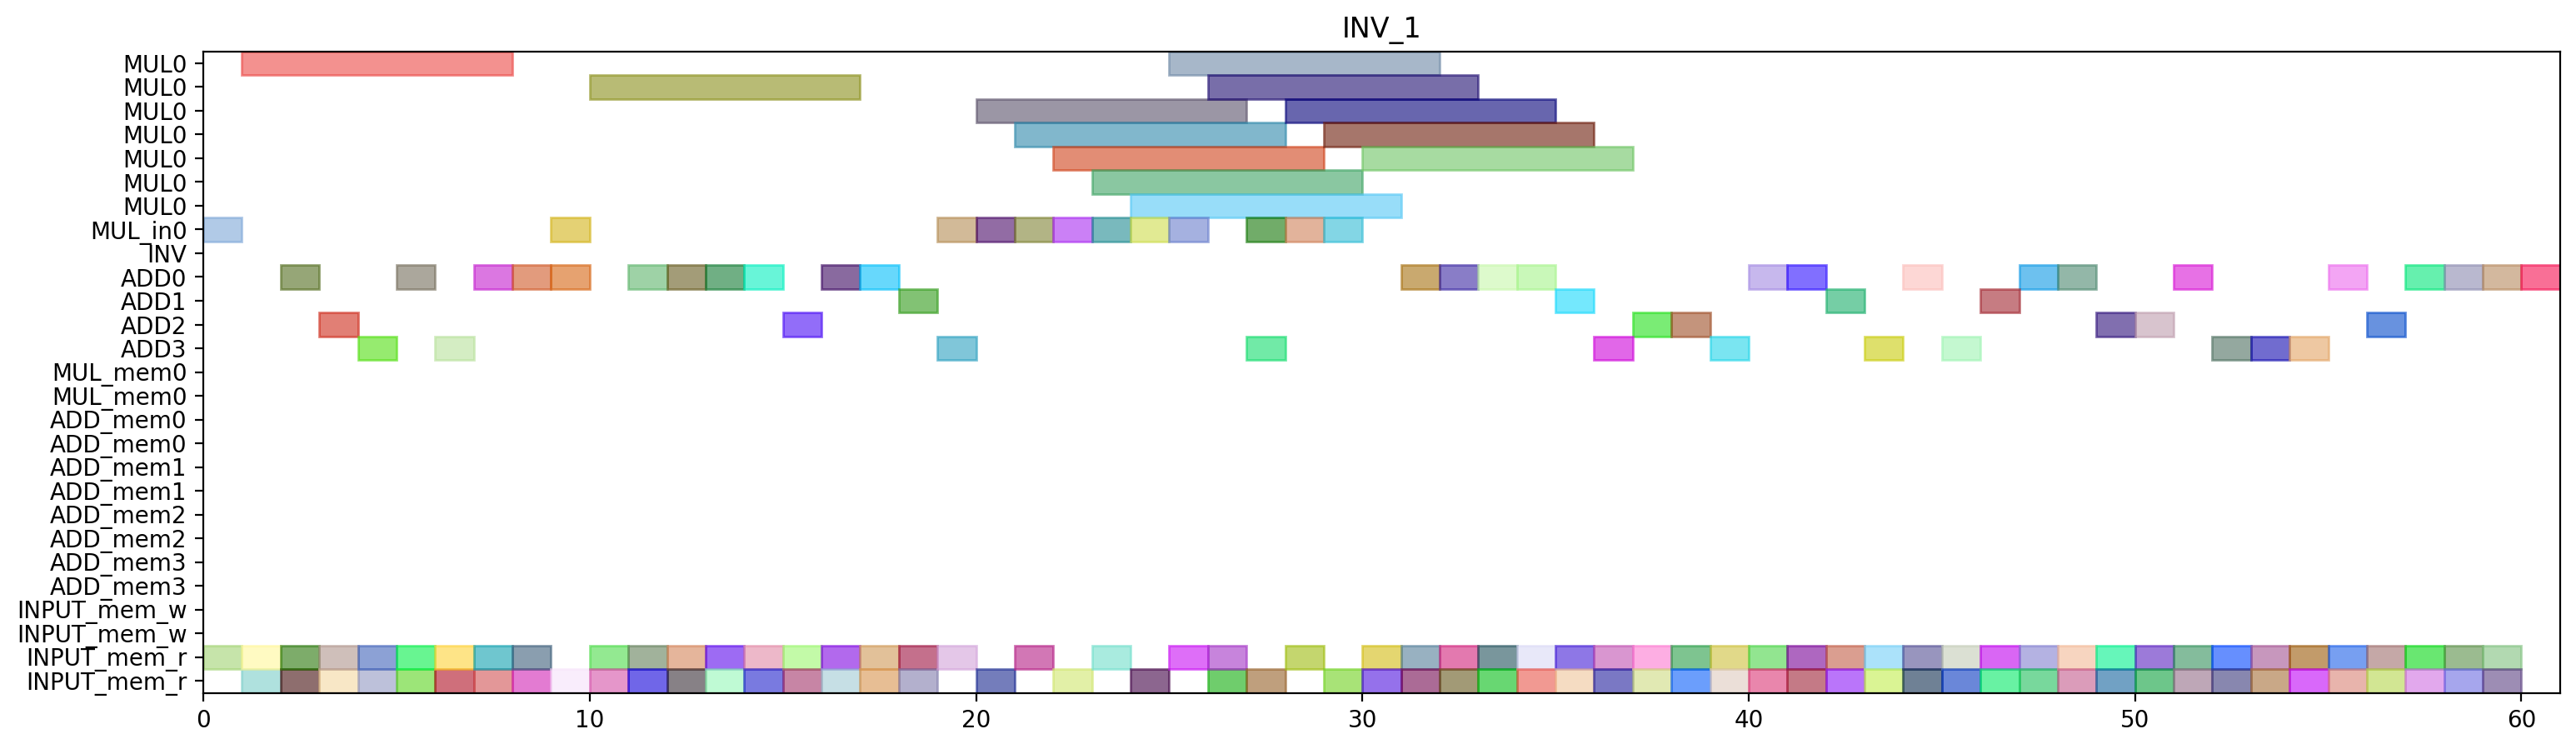 INV_1
MUL0
MUL0
MUL0
MUL0
MUL0
MUL0
MUL0
MUL_in0
INV
ADD0
ADD1
ADD2
ADD3
MUL_mem0
MUL_mem0
ADD_mem0
ADD_mem0
ADD_mem1
ADD_mem1
ADD_mem2
ADD_mem2
ADD_mem3
ADD_mem3
INPUT_mem_w
INPUT_mem_w
INPUT_mem_r
INPUT_mem_r
0 10 20 30 40 50 60